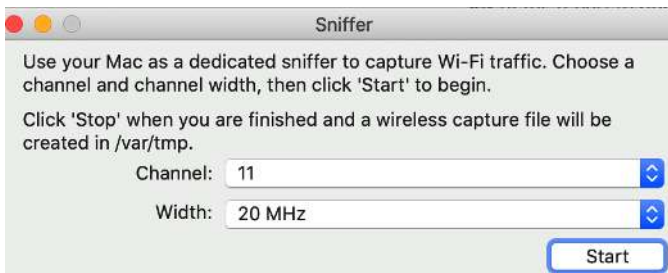 Sniffer
Use your Mac as a dedicated sniffer to capture Wi-Fi traffic. Choose a
channel and channel width, then click 'Start' to begin.
Click 'Stop' when you are finished and a wireless capture file will be
created in /var/tmp.
Channel: 11
Width: 20 MHz
Start